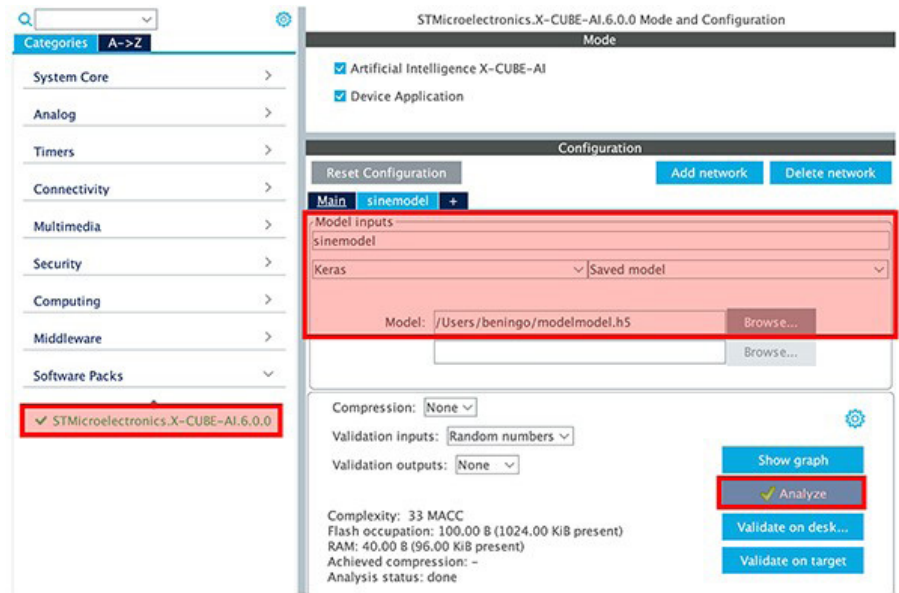 STMicroelectronics.X-CUBE-AI.6.0.0 Mode and Configuration
Categories A->Z
Mode
System Core
Artificial Intelligence X-CUBE-AI
Device Application
Analog
Timers
Configuration
Reset Configuration Add network Delete network
Connectivity
Main sinemodel +
Multimedia
Model inputs
sinemodel
Security
Keras Saved model
Computing
Model: /Users/beningo/modelmodel.h5 Browse...
Middleware
Browse...
Software Packs
Compression: None
STMicroelectronics.X-CUBE-AI.6.0.0
Validation inputs: Random numbers
Validation outputs: None
Show graph
Analyze
Complexity: 33 MACC
Flash occupation: 100.00 B (1024.00 KiB present)
Validate on desk...
RAM: 40.00 B (96.00 KiB present)
Achieved compression: -
Validate on target
Analysis status: done